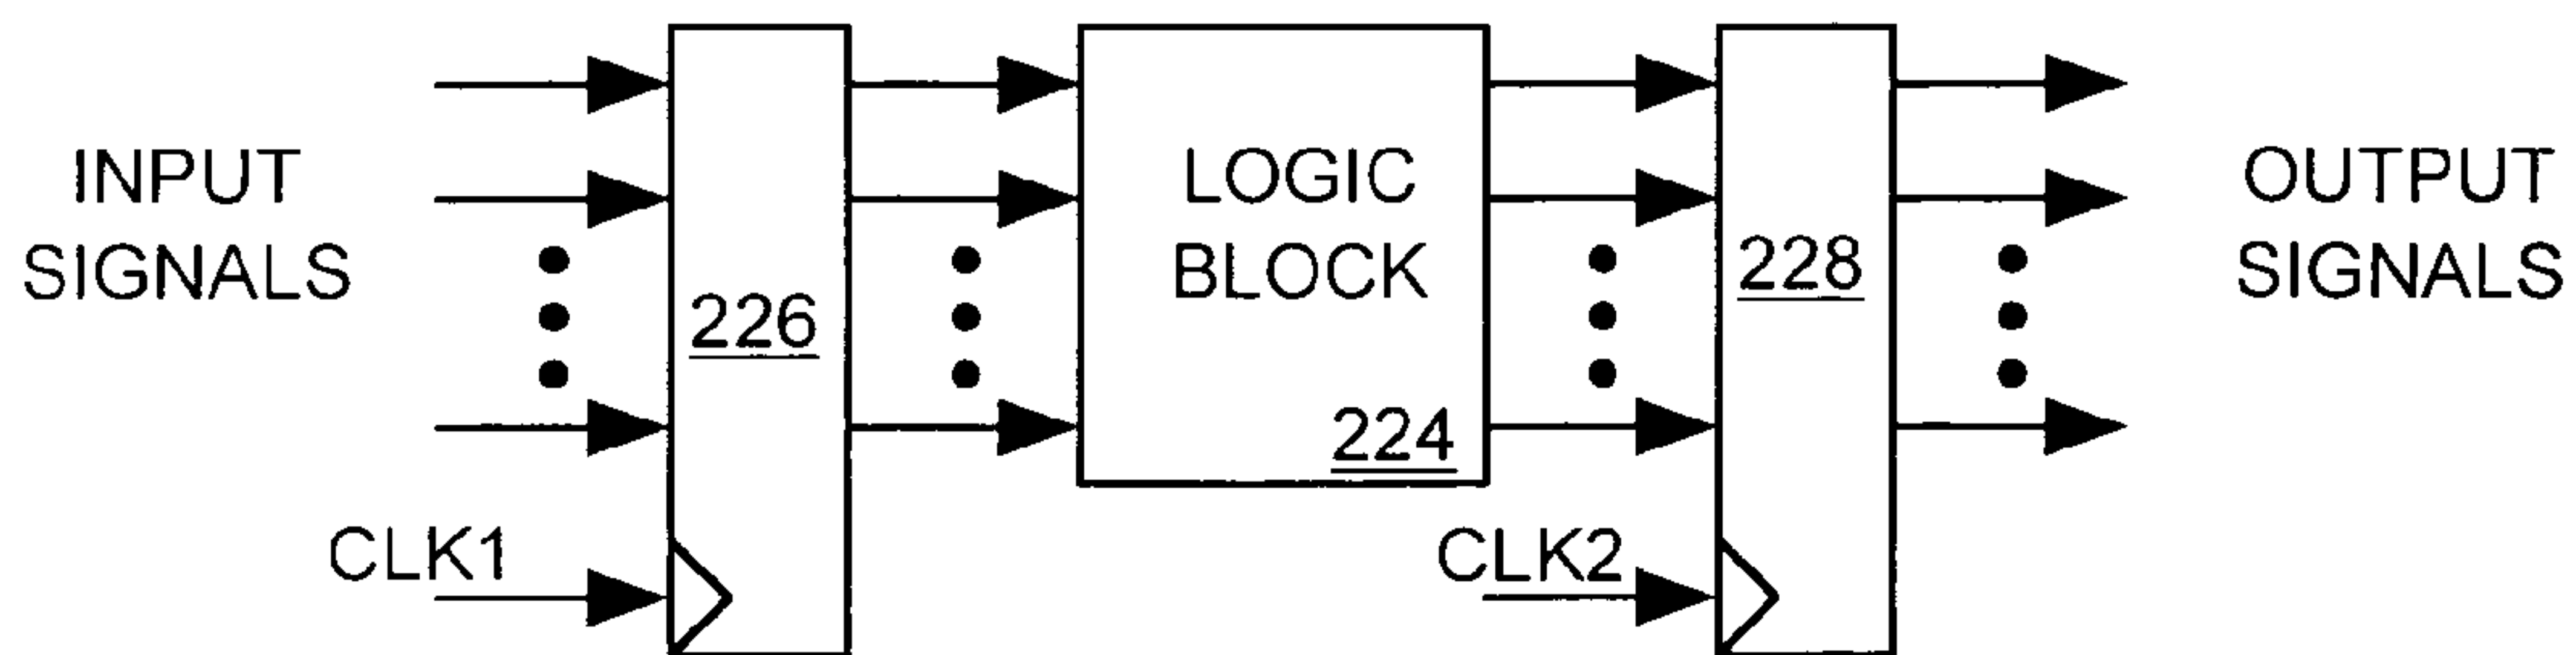 INPUT
SIGNALS
226
CLK1
LOGIC
BLOCK
224
228
CLK2
OUTPUT
SIGNALS